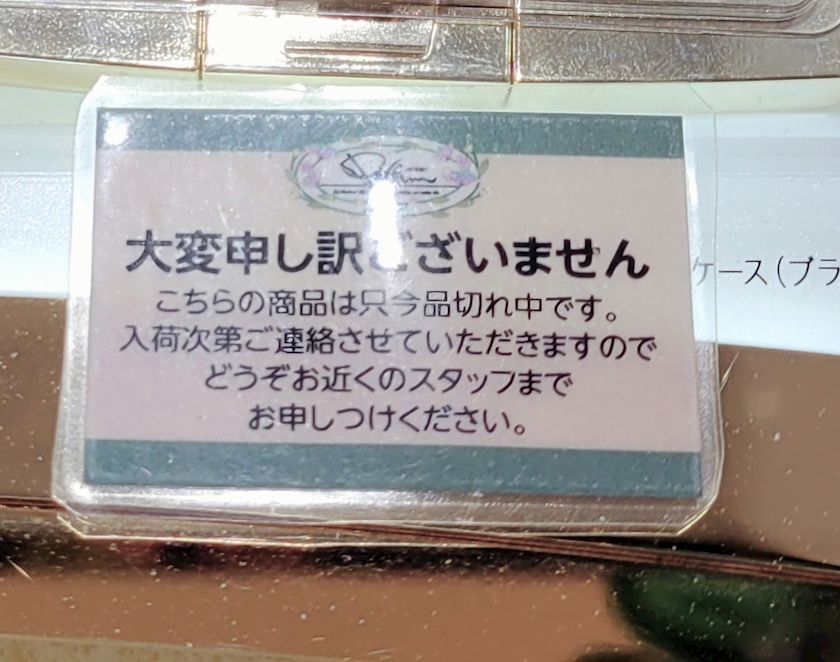 大変申し訳ございません
こちらの商品は只今品切れ中です。
入荷次第ご連絡させていただきますので
どうぞお近くのスタッフまで
お申しつけください。
ケース(ブラ